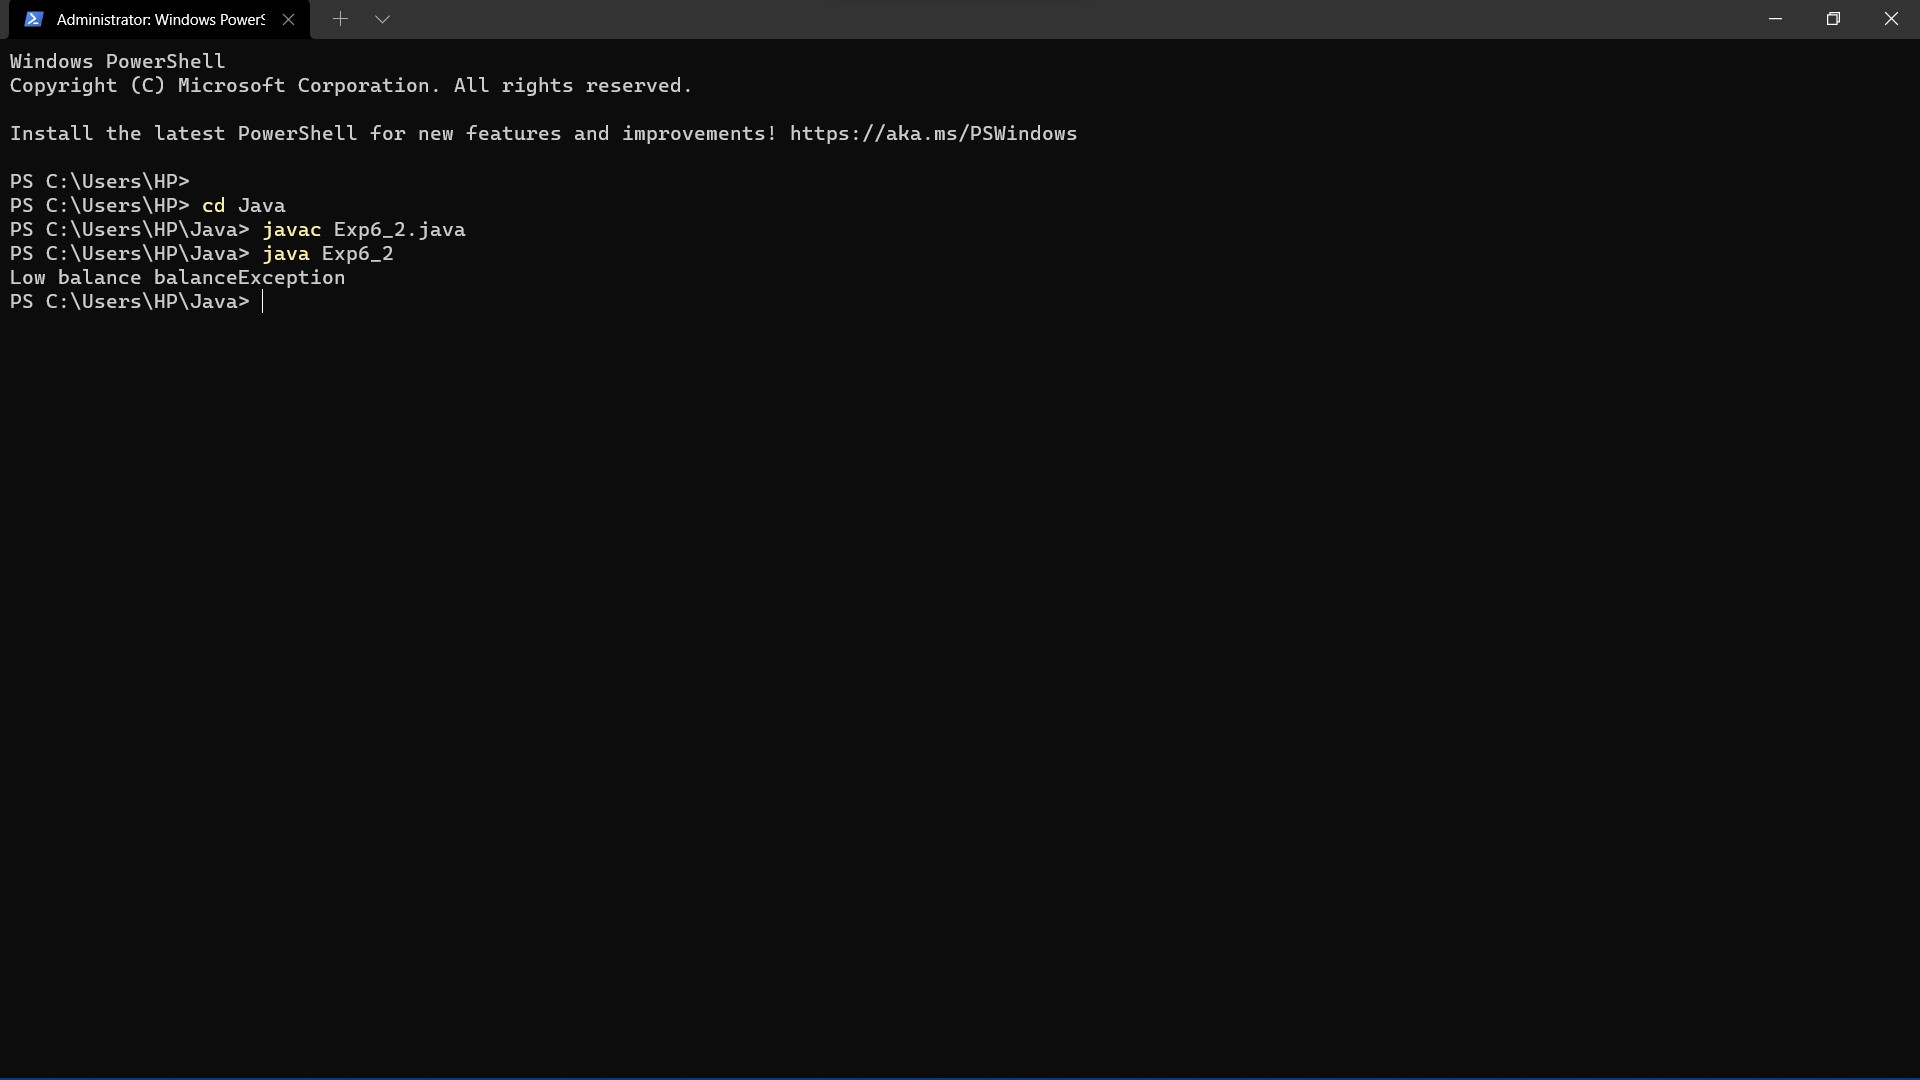 Administrator: Windows PowerS
Windows PowerShell
Copyright (C) Microsoft Corporation. All rights reserved.
Install the latest PowerShell for new features and improvements! https://aka.ms/PSWindows
PS C:\Users\HP>
PS C:\Users\HP> cd Java
PS C:\Users\HP\Java> javac Exp6_2.java
PS C:\Users\HP\Java> java Exp6_2
Low balance balanceException
PS C:\Users\HP\Java>